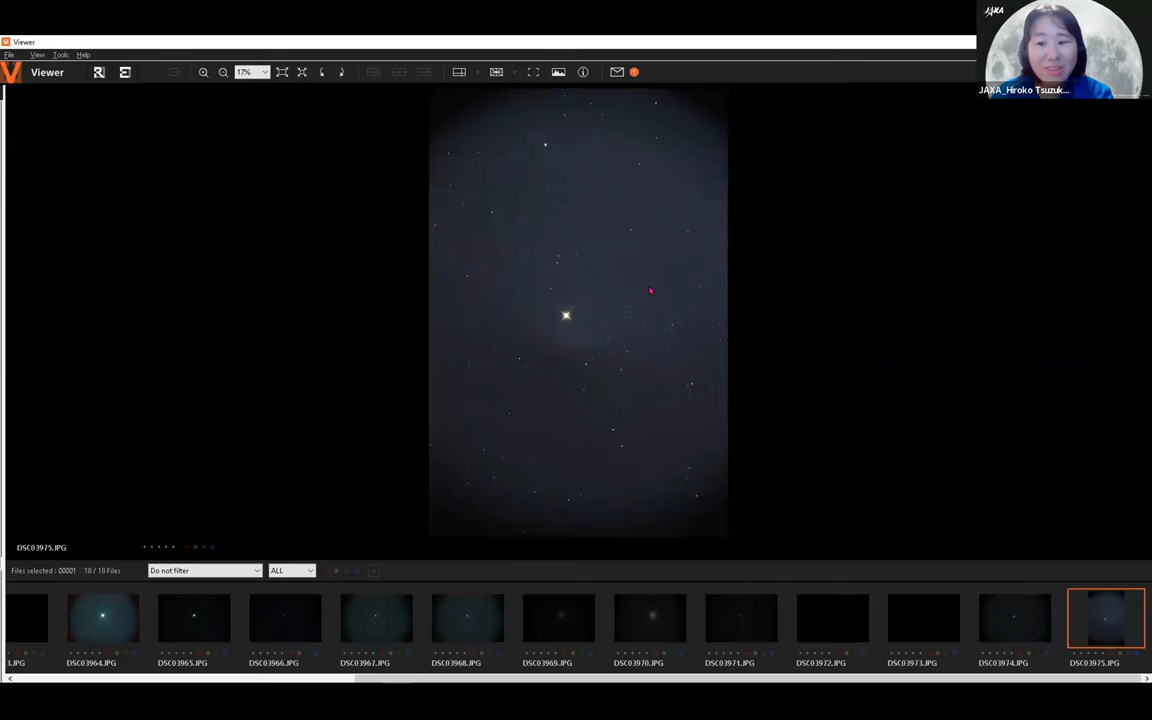 JAXA
Viewer
File View Tools Help
Viewer R E 17% 1
JAXA_Hiroko Tsuzuk...
DSC03975.JPG
Files selected : 00001 18 / 18 Files Do not filter ALL
3.JPG DSC03964.JPG DSC03965.JPG DSC03966.JPG DSC03967.JPG DSC03968.JPG DSC03969.JPG DSC03970.JPG DSC03971.JPG DSC03972.JPG DSC03973.JPG DSC03974.JPG DSC03975.JPG